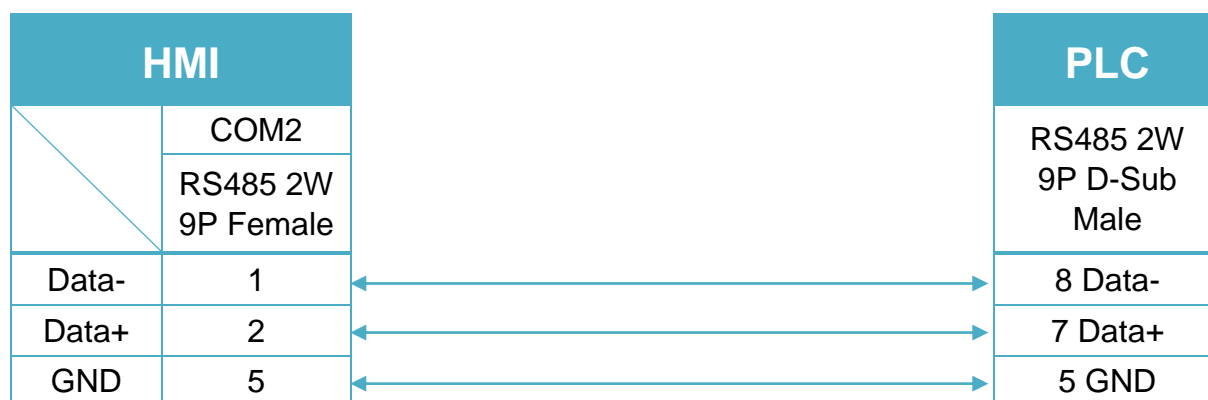 HMI
PLC
COM2
RS485 2W
9P Female
RS485 2W
9P D-Sub
Male
Data-
1
8 Data-
Data+
2
7 Data+
GND
5
5 GND